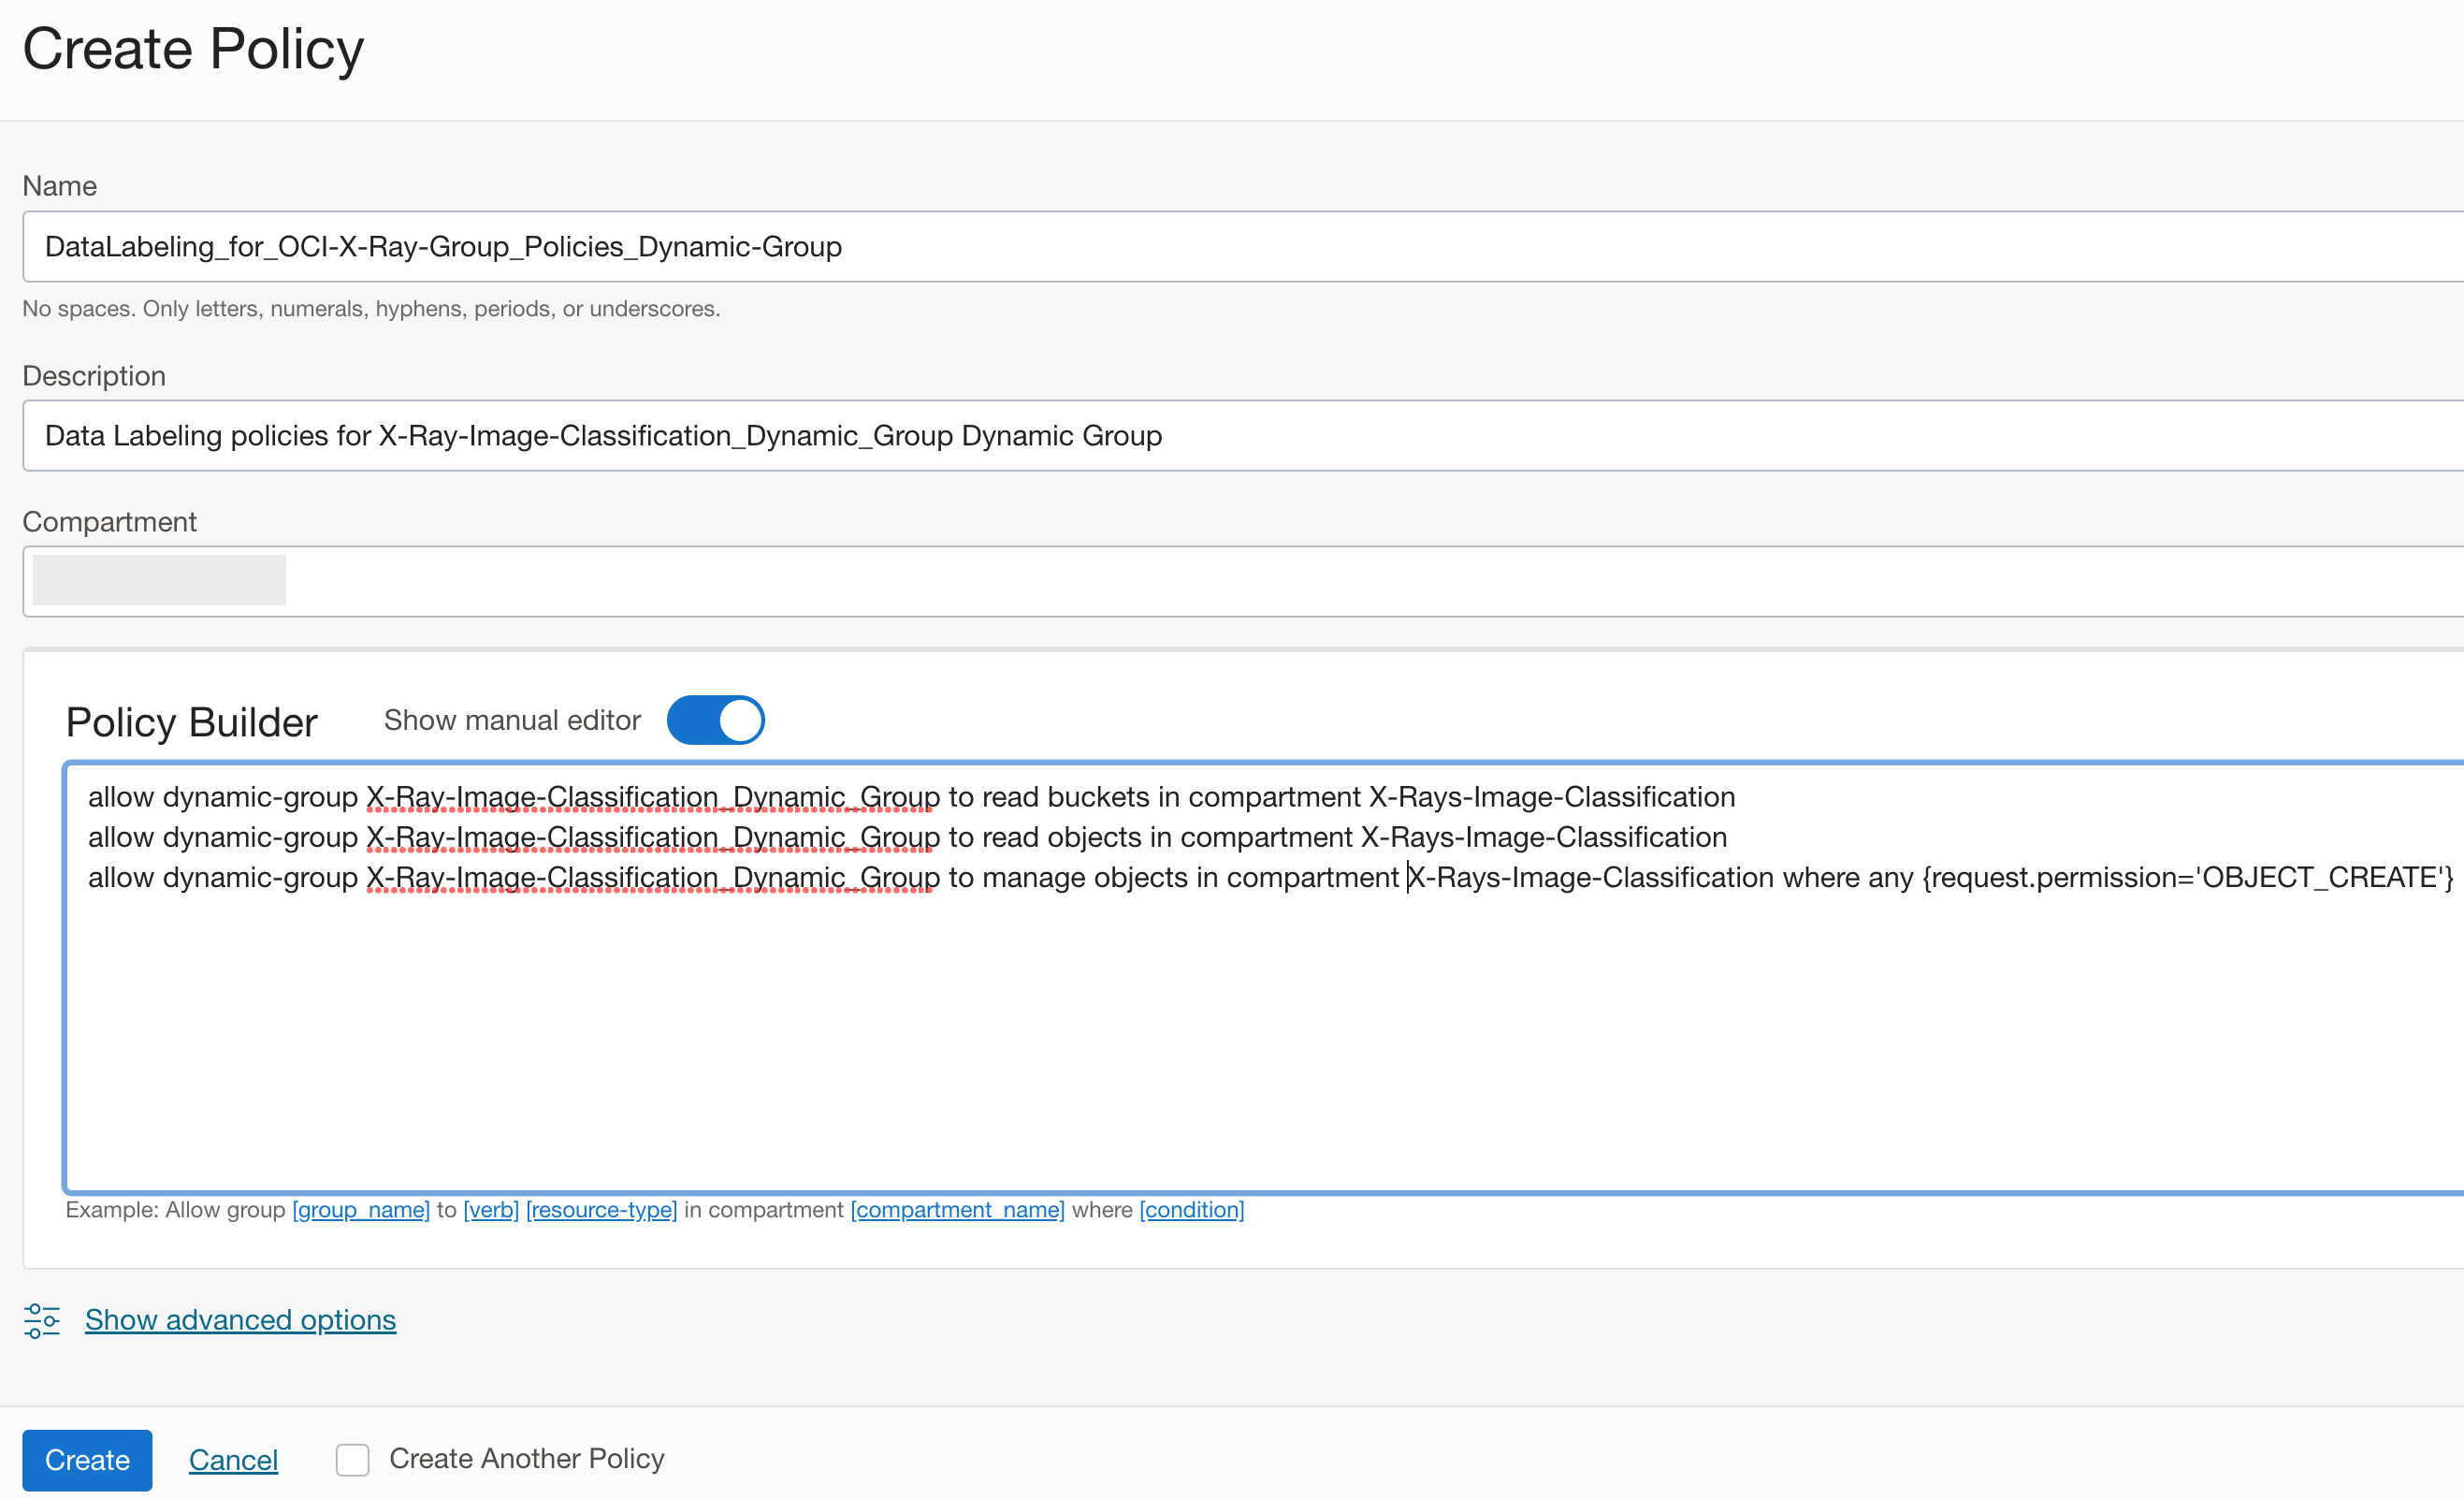 Create Policy
Name
DataLabeling_for_OCI-X-Ray-Group_Policies_Dynamic-Group
No spaces. Only letters, numerals, hyphens, periods, or underscores.
Description
Data Labeling policies for X-Ray-Image-Classification_Dynamic_Group Dynamic Group
Compartment
Policy Builder Show manual editor
allow dynamic-group X-Ray-Image-Classification_Dynamic_Group to read buckets in compartment X-Rays-Image-Classification
allow dynamic-group X-Ray-Image-Classification_Dynamic_Group to read objects in compartment X-Rays-Image-Classification
allow dynamic-group X-Ray-Image-Classification_Dynamic_Group to manage objects in compartment X-Rays-Image-Classification where any {request.permission='OBJECT_CREATE'}
Example: Allow group [group_name] to [verb] [resource-type] in compartment [compartment_name] where [condition]
Show advanced options
Create Cancel Create Another Policy